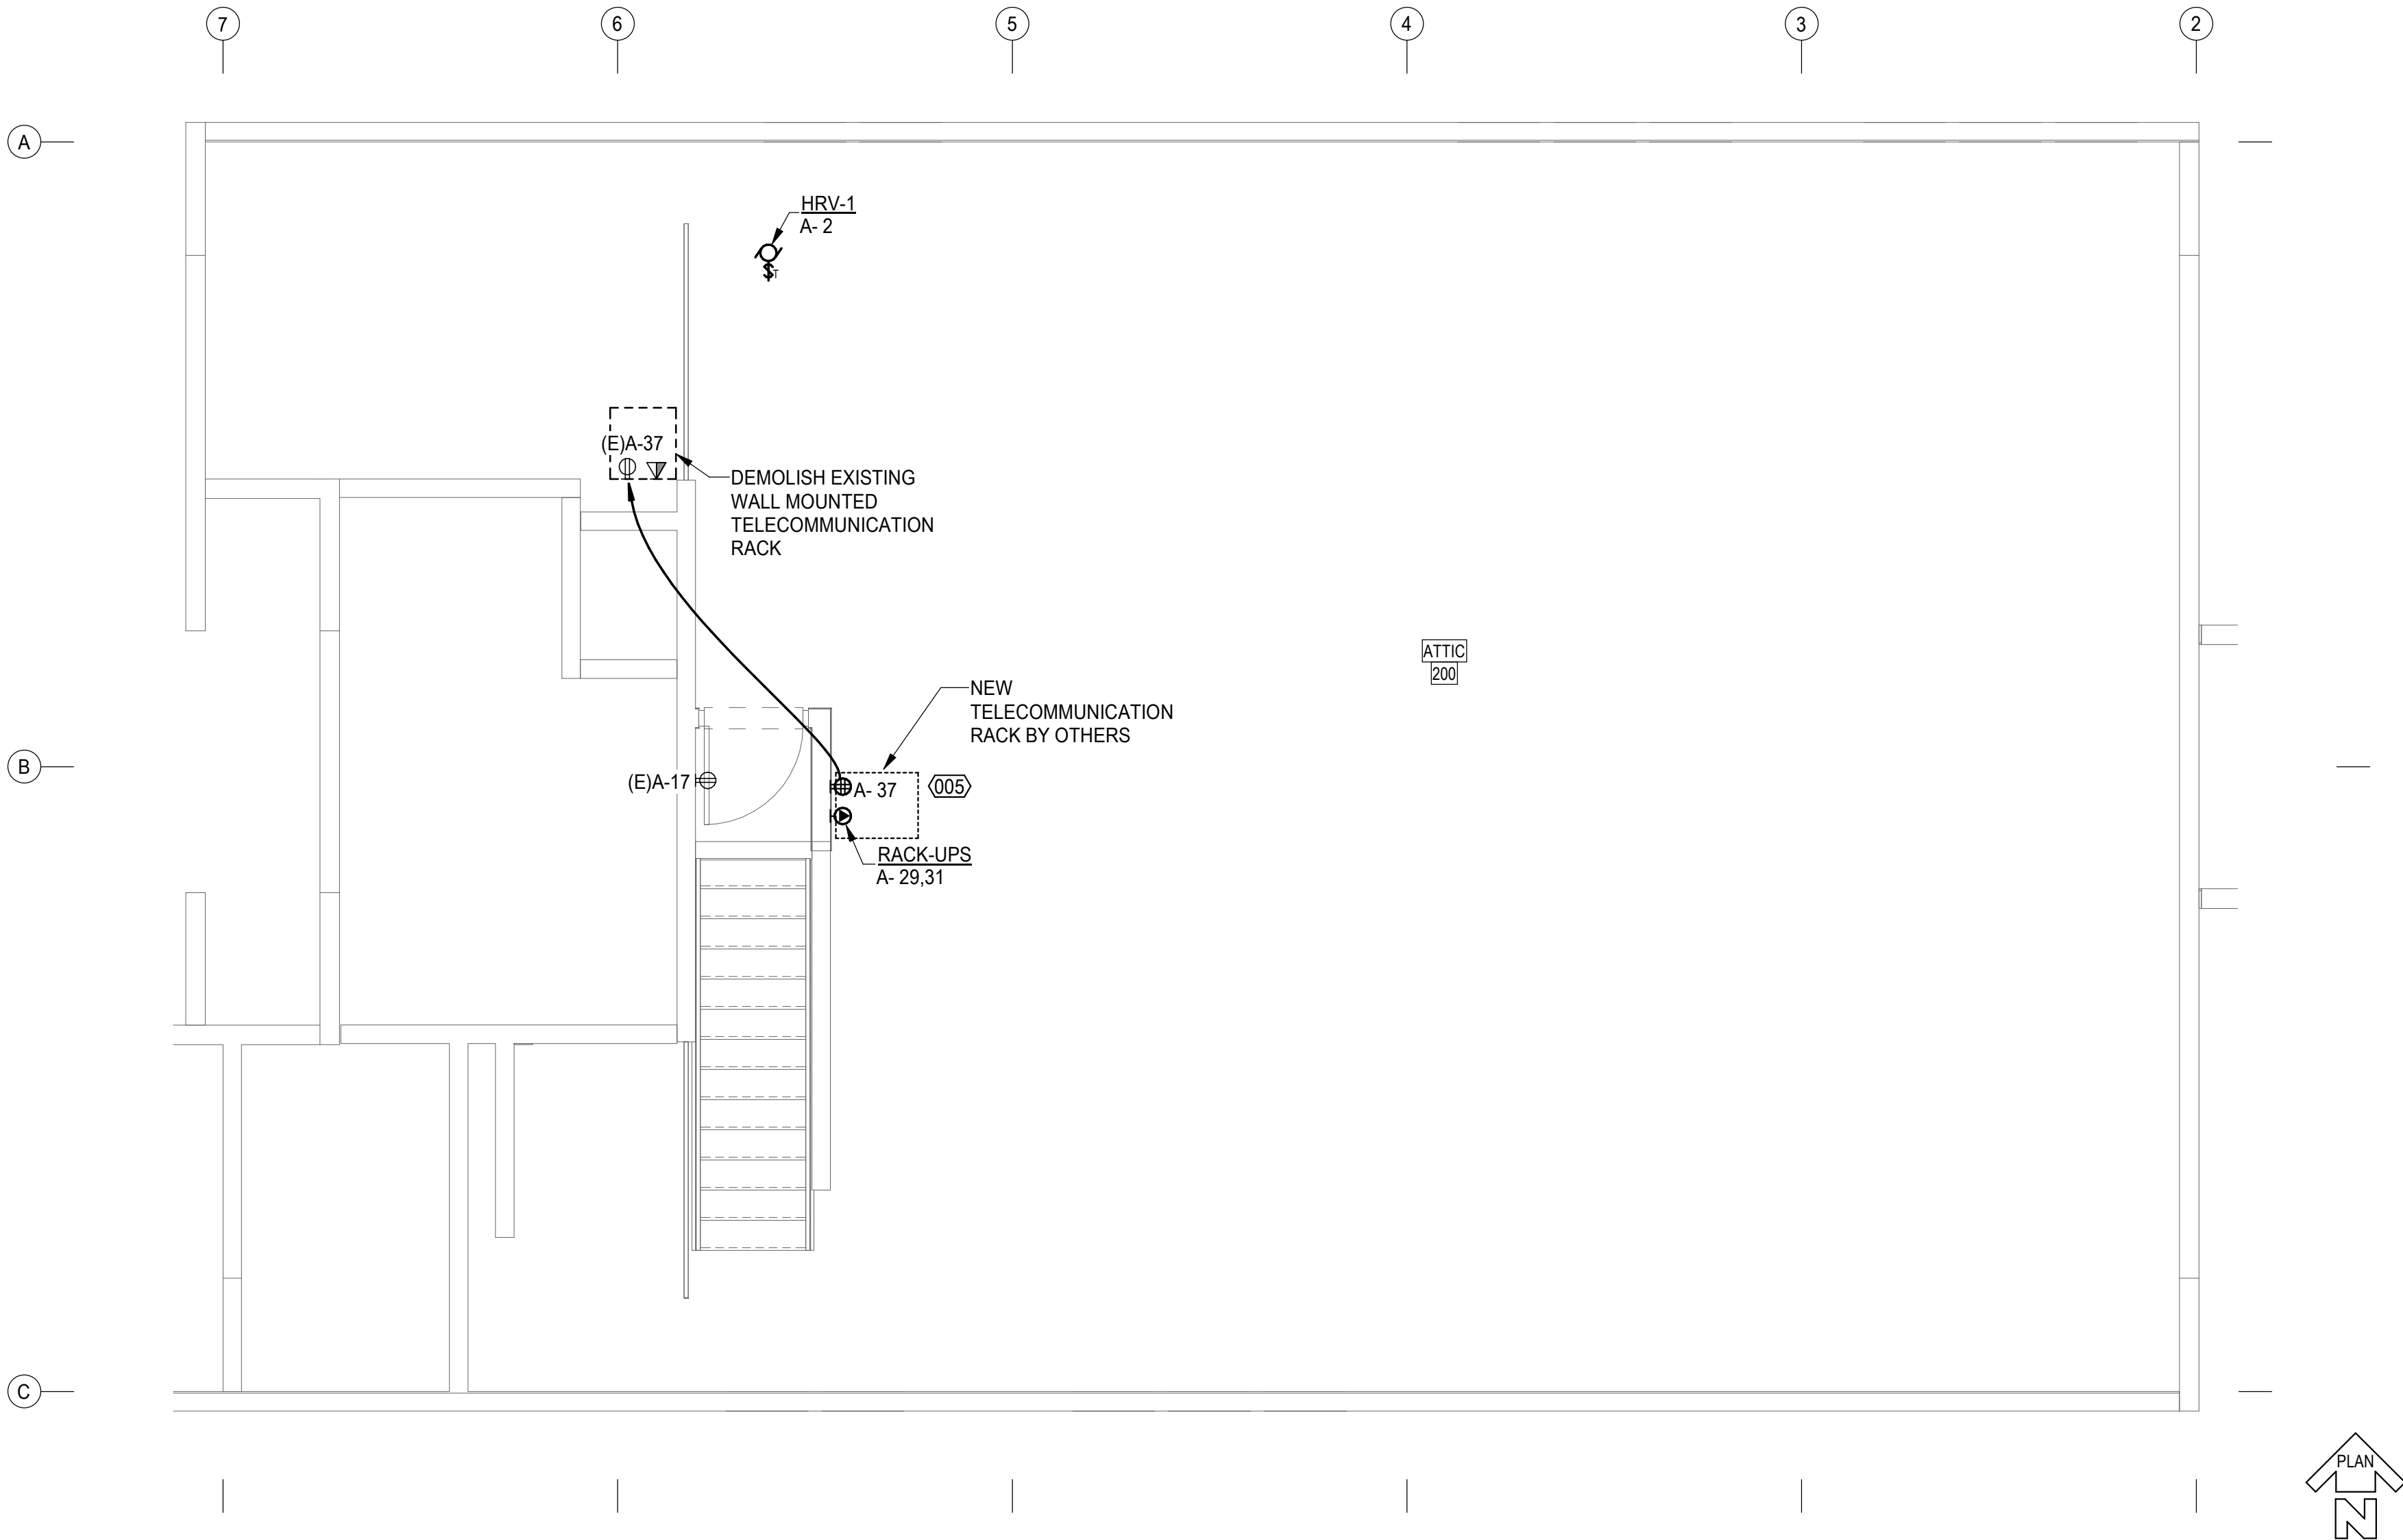 7
6
5
4
3
2
A
HRV-1
A- 2
$T
(E)A-37
DEMOLISH EXISTING
WALL MOUNTED
TELECOMMUNICATION
RACK
ATTIC
200
NEW
TELECOMMUNICATION
RACK BY OTHERS
B
(E)A-17
A- 37
005
RACK-UPS
A- 29,31
C
PLAN
N